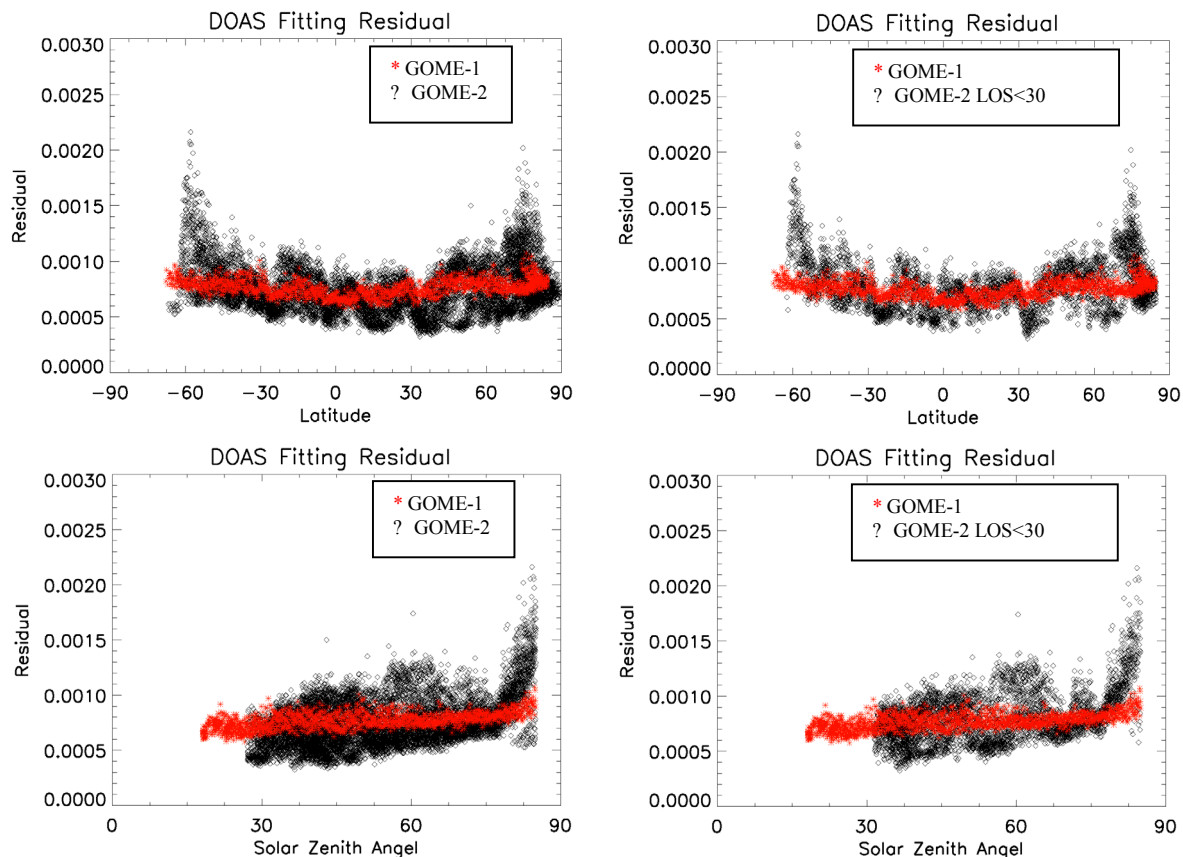 DOAS Fitting Residual
* GOME-1
? GOME-2
0.0030
0.0025
0.0020
0.0015
0.0010
0.0005
0.0000
Residual
-90 -60 -30 0 30 60 90
Latitude
DOAS Fitting Residual
* GOME-1
? GOME-2 LOS<30
0.0030
0.0025
0.0020
0.0015
0.0010
0.0005
0.0000
Residual
-90 -60 -30 0 30 60 90
Latitude
DOAS Fitting Residual
* GOME-1
? GOME-2
0.0030
0.0025
0.0020
0.0015
0.0010
0.0005
0.0000
Residual
0 30 60 90
Solar Zenith Angel
DOAS Fitting Residual
* GOME-1
? GOME-2 LOS<30
0.0030
0.0025
0.0020
0.0015
0.0010
0.0005
0.0000
Residual
0 30 60 90
Solar Zenith Angel